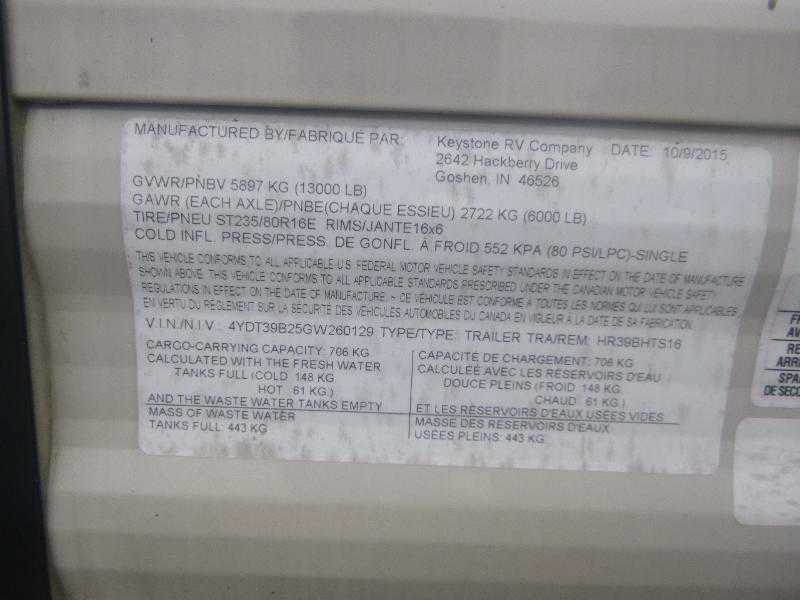 MANUFACTURED BY/FABRIQUÉ PAR: Keystone RV Company DATE: 10/9/2015
2642 Hackberry Drive
Goshen, IN 46526
GVWR/PNBV 5897 KG (13000 LB)
GAWR (EACH AXLE)/PNBE(CHAQUE ESSIEU) 2722 KG (6000 LB)
TIRE/PNEU ST235/80R16E RIMS/JANTE16x6
COLD INFL. PRESS/PRESS. DE GONFL. À FROID 552 KPA (80 PSI/LPC)-SINGLE
THIS VEHICLE CONFORMS TO ALL APPLICABLE U.S. FEDERAL MOTOR VEHICLE SAFETY STANDARDS IN EFFECT ON THE DATE OF MANUFACTURE
SHOWN ABOVE. THIS VEHICLE CONFORMS TO ALL APPLICABLE STANDARDS PRESCRIBED UNDER THE CANADIAN MOTOR VEHICLE SAFETY
REGULATIONS IN EFFECT ON THE DATE OF MANUFACTURE. - CE VÉHICULE EST CONFORME À TOUTES LES NORMES QUI LUI SONT APPLICABLES
EN VERTU DU RÈGLEMENT SUR LA SÉCURITÉ DES VÉHICULES AUTOMOBILES DU CANADA EN VIGUEUR À LA DATE DE SA FABRICATION
V.I.N./N.I.V.: 4YDT39B25GW260129 TYPE/TYPE: TRAILER TRA/REM: HR39BHTS16
CARGO-CARRYING CAPACITY: 706 KG
CALCULATED WITH THE FRESH WATER
TANKS FULL (COLD 148 KG
HOT 61 KG.)
AND THE WASTE WATER TANKS EMPTY
MASS OF WASTE WATER
TANKS FULL: 443 KG
CAPACITÉ DE CHARGEMENT: 706 KG
CALCULÉE AVEC LES RÉSERVOIRS D'EAU
DOUCE PLEINS (FROID 148 KG
CHAUD 61 KG.)
ET LES RÉSERVOIRS D'EAUX USÉES VIDES
MASSE DES RÉSERVOIRS D'EAUX
USÉES PLEINS: 443 KG
AV
RE
ARRI
SPA
DE SECO